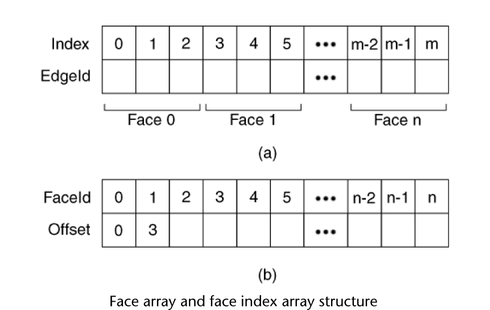 Index 0 1 2 3 4 5 ••• m-2 m-1 m
EdgeId •••
Face 0 Face 1 Face n
(a)
FaceId 0 1 2 3 4 5 ••• n-2 n-1 n
Offset 0 3 •••
(b)
Face array and face index array structure